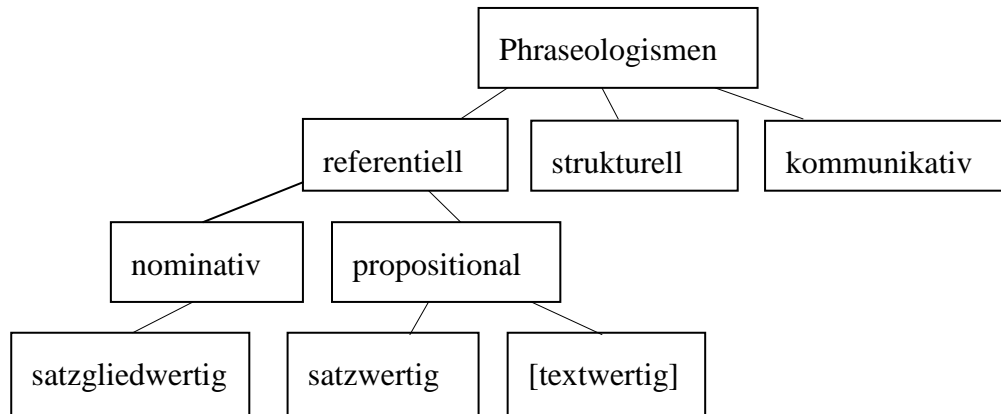 Phraseologismen
referentiell
strukturell
kommunikativ
nominativ
propositional
satzgliedwertig
satzwertig
[textwertig]